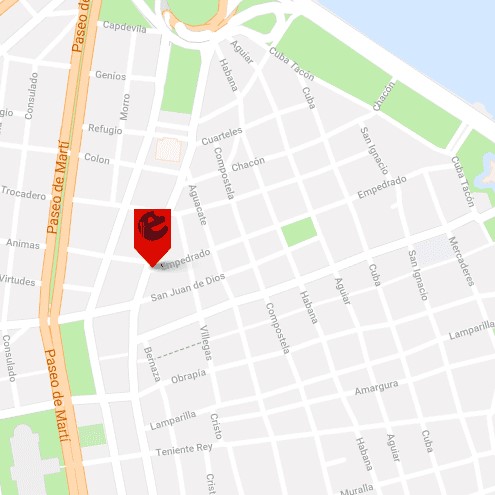 Capdevila
Paseo de
Aguiar
Habana
Cuba Tacón
Consulado
Genios
Morro
Cuba
Chacón
Refugio
Cuarteles
San Ignacio
Paseo de Martí
Colon
Compostela
Chacón
Cuba Tacón
Trocadero
Aguacate
Empedrado
Animas
Empedrado
Mercaderes
Virtudes
San Juan de Dios
Cuba
San Ignacio
Aguiar
Habana
Villegas
Compostela
Lamparilla
Consulado
Bernaza
Obrapía
Paseo de Martí
Amargura
Lamparilla
Cristo
Teniente Rey
Habana
Aguiar
Cuba
Cristo
Muralla